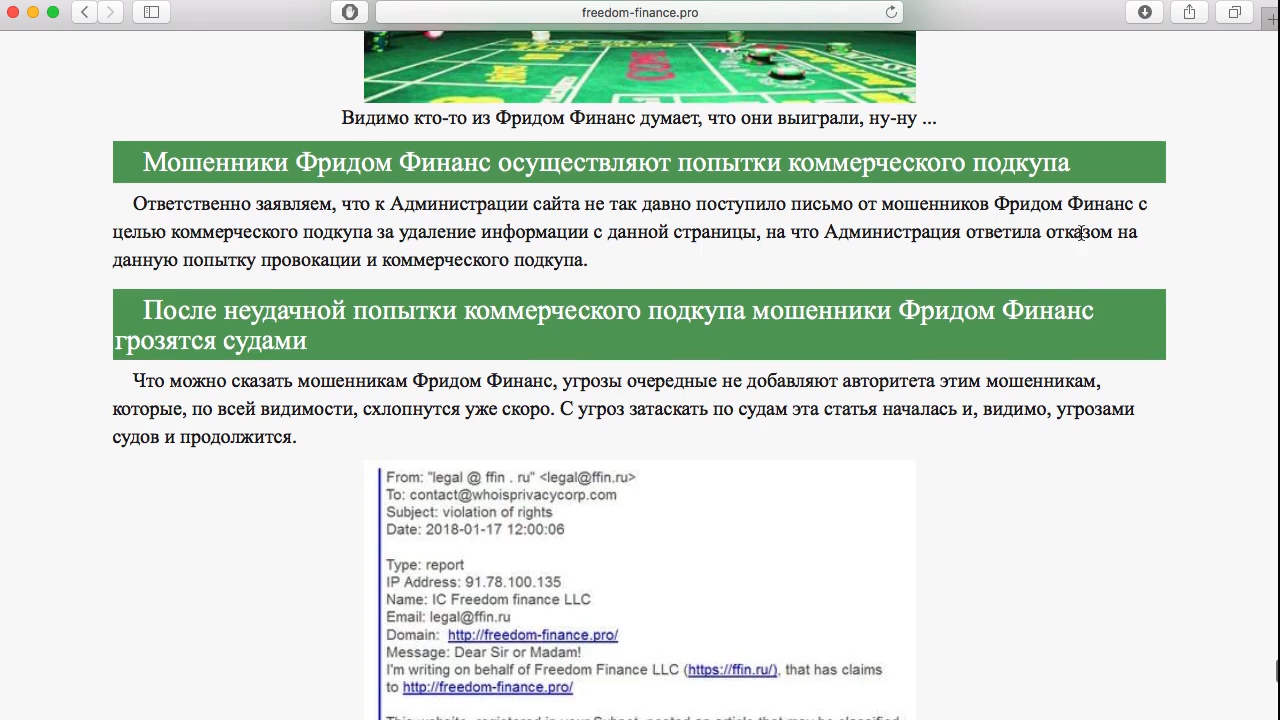 freedom-finance.pro
Видимо кто-то из Фридом Финанс думает, что они выиграли, ну-ну ...
Мошенники Фридом Финанс осуществляют попытки коммерческого подкупа
Ответственно заявляем, что к Администрации сайта не так давно поступило письмо от мошенников Фридом Финанс с
целью коммерческого подкупа за удаление информации с данной страницы, на что Администрация ответила отказом на
данную попытку провокации и коммерческого подкупа.
После неудачной попытки коммерческого подкупа мошенники Фридом Финанс
грозятся судами
Что можно сказать мошенникам Фридом Финанс, угрозы очередные не добавляют авторитета этим мошенникам,
которые, по всей видимости, схлопнутся уже скоро. С угроз затаскать по судам эта статья началась и, видимо, угрозами
судов и продолжится.
From: "legal @ ffin . ru" <legal@ffin.ru>
To: contact@whoisprivacycorp.com
Subject: violation of rights
Date: 2018-01-17 12:00:06
Type: report
IP Address: 91.78.100.135
Name: IC Freedom finance LLC
Email: legal@ffin.ru
Domain: http://freedom-finance.pro/
Message: Dear Sir or Madam!
I'm writing on behalf of Freedom Finance LLC (https://ffin.ru/), that has claims
to http://freedom-finance.pro/